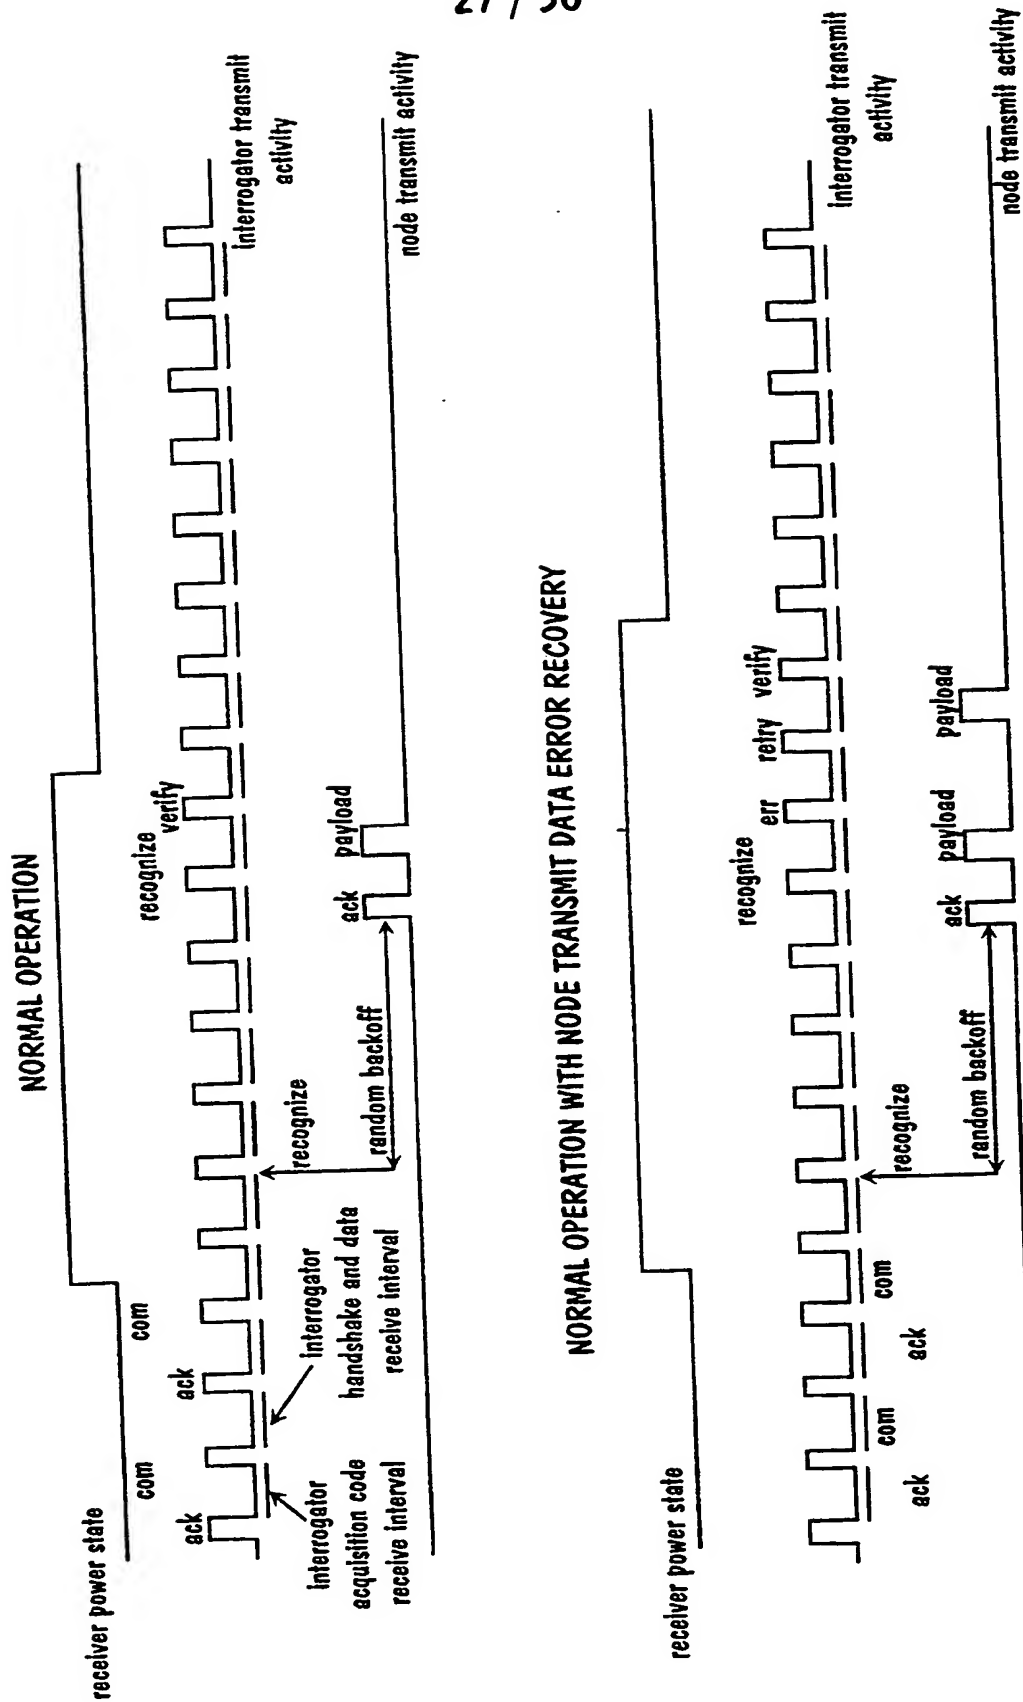 27 / 36
NORMAL OPERATION
receiver power state
com
com
ack
ack
recognize
verify
interrogator transmit
activity
interrogator
acquisition code
receive interval
interrogator
handshake and data
receive interval
recognize
random backoff
ack
payload
node transmit activity
NORMAL OPERATION WITH NODE TRANSMIT DATA ERROR RECOVERY
receiver power state
recognize
err
retry
verify
interrogator transmit
activity
ack
com
ack
com
recognize
random backoff
ack
payload
payload
node transmit activity